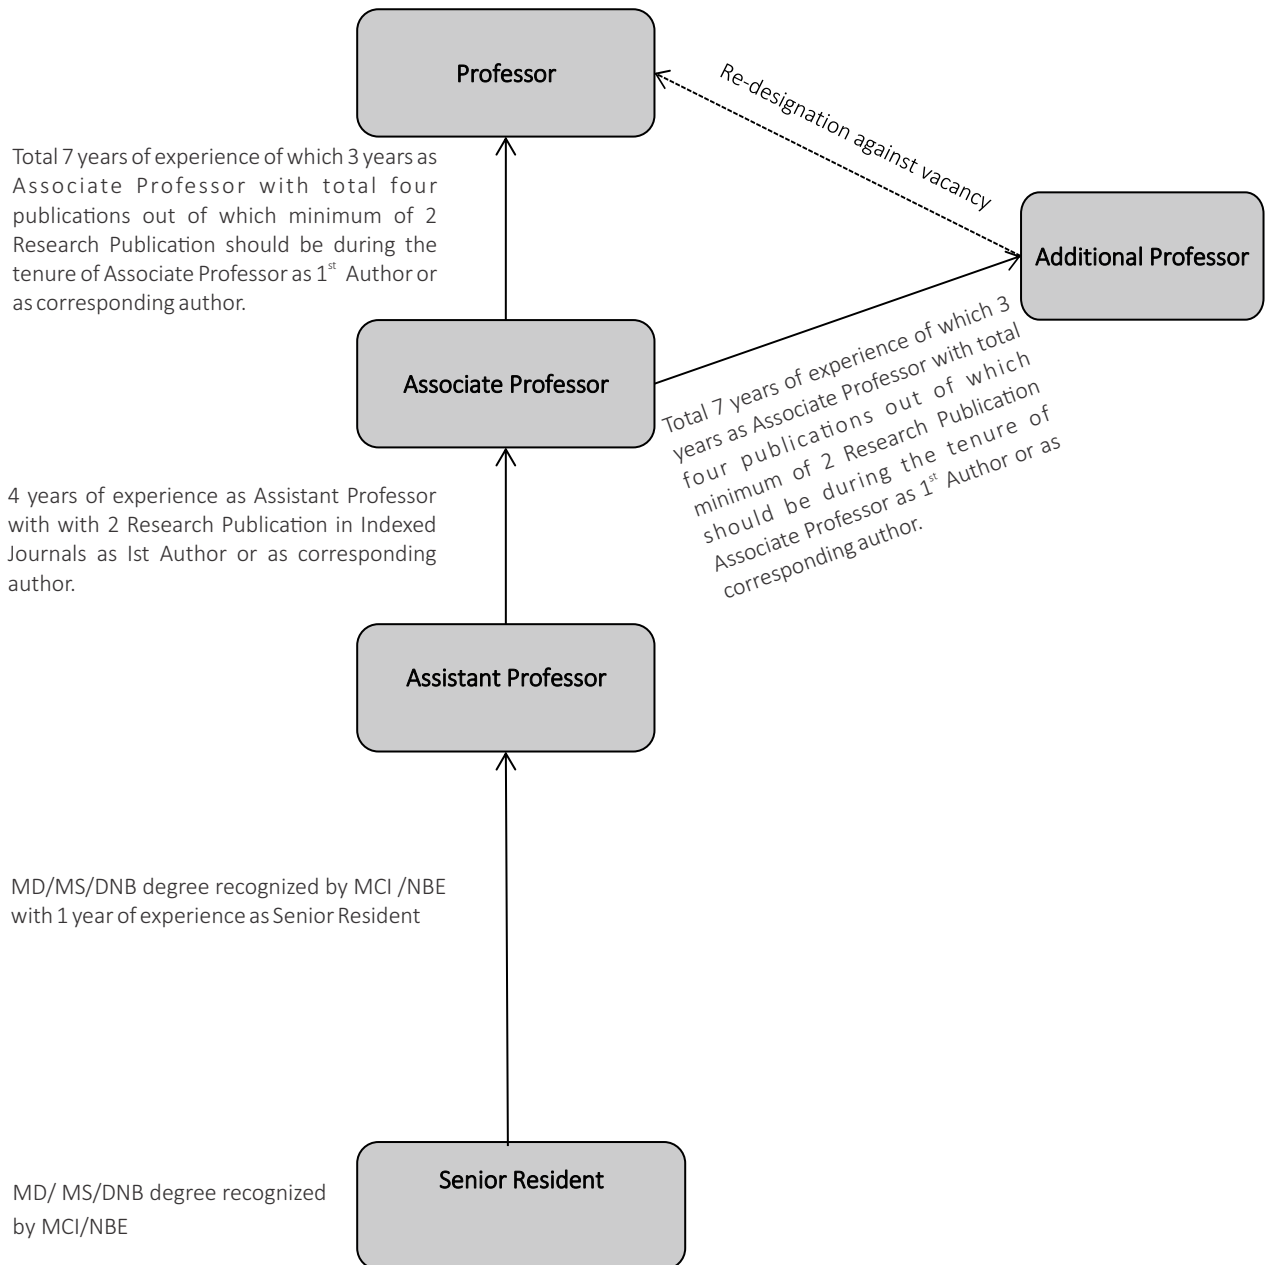 Professor
Re-designation against vacancy
Total 7 years of experience of which 3 years as
Associate Professor with total four
publications out of which minimum of 2
Research Publication should be during the
tenure of Associate Professor as 1st Author or
as corresponding author.
Additional Professor
Associate Professor
Total 7 years of experience of which 3
years as Associate Professor with total
four publications out of which
minimum of 2 Research Publication
should be during the tenure of
Associate Professor as 1st Author or as
corresponding author.
4 years of experience as Assistant Professor
with with 2 Research Publication in Indexed
Journals as Ist Author or as corresponding
author.
Assistant Professor
MD/MS/DNB degree recognized by MCI /NBE
with 1 year of experience as Senior Resident
Senior Resident
MD/ MS/DNB degree recognized
by MCI/NBE